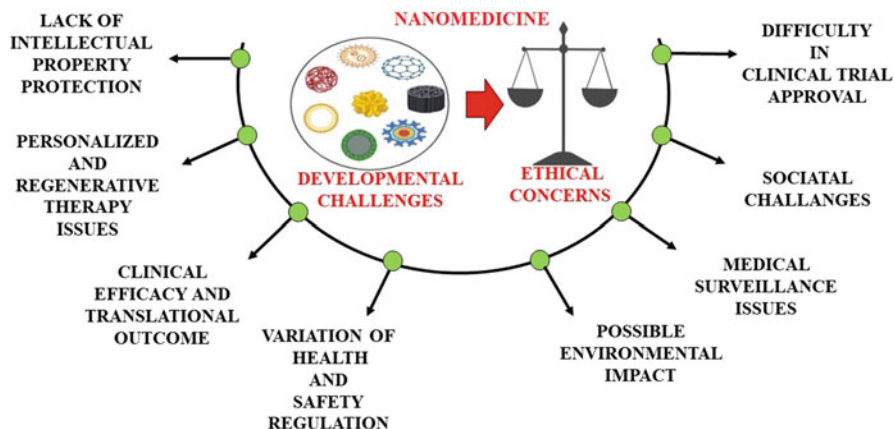 NANOMEDICINE
LACK OF
INTELLECTUAL
PROPERTY
PROTECTION
PERSONALIZED
AND
REGENERATIVE
THERAPY
ISSUES
CLINICAL
EFFICACY AND
TRANSLATIONAL
OUTCOME
VARIATION OF
HEALTH
AND
SAFETY
REGULATION
DEVELOPMENTAL
CHALLENGES
ETHICAL
CONCERNS
POSSIBLE
ENVIRONMENTAL
IMPACT
MEDICAL
SURVEILLANCE
ISSUES
SOCIATAL
CHALLANGES
DIFFICULTY
IN
CLINICAL TRIAL
APPROVAL